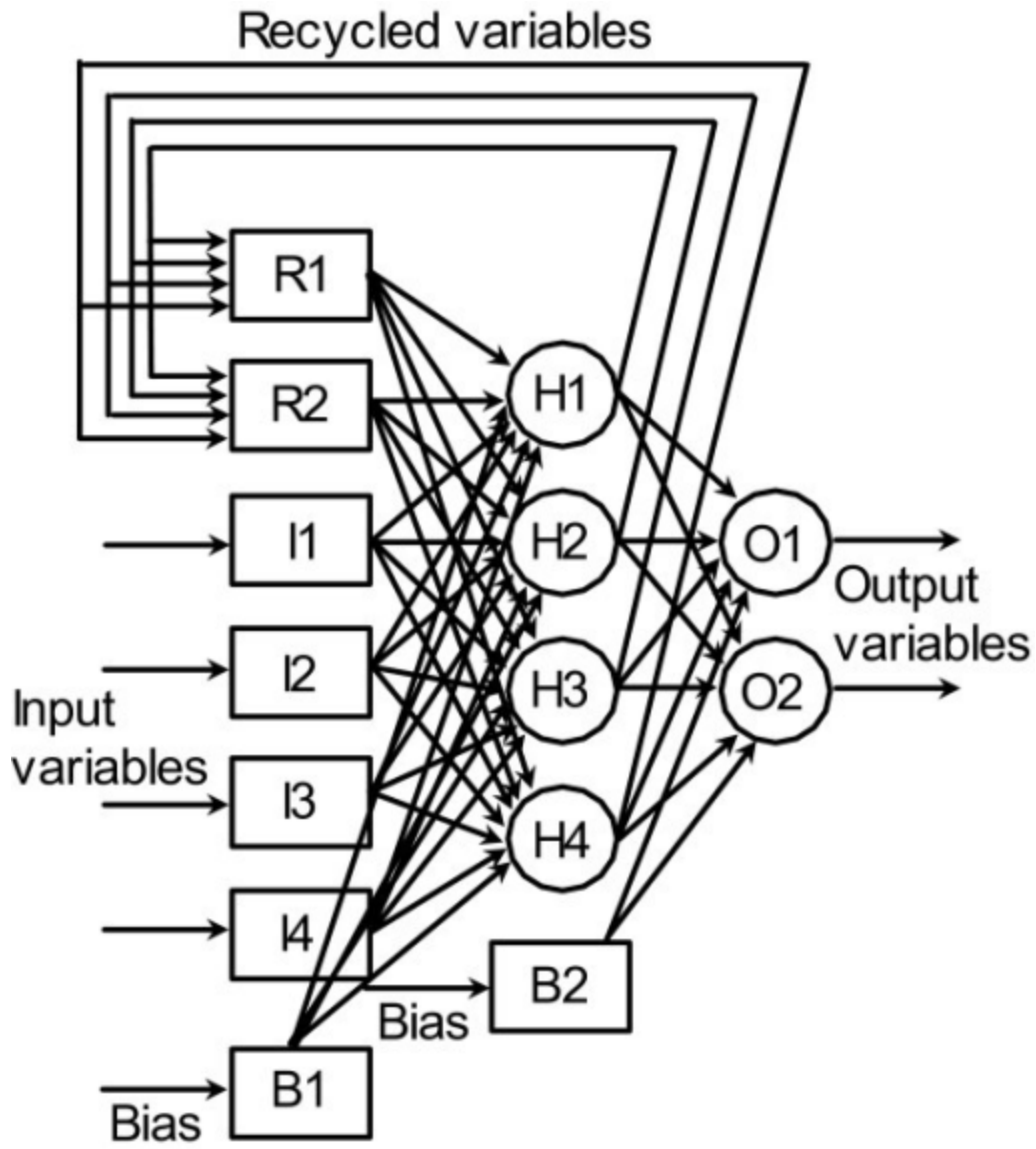 Recycled variables
R1
R2
I1
I2
I3
I4
B1
H1
H2
H3
H4
B2
O1
O2
Input
variables
Output
variables
Bias
Bias